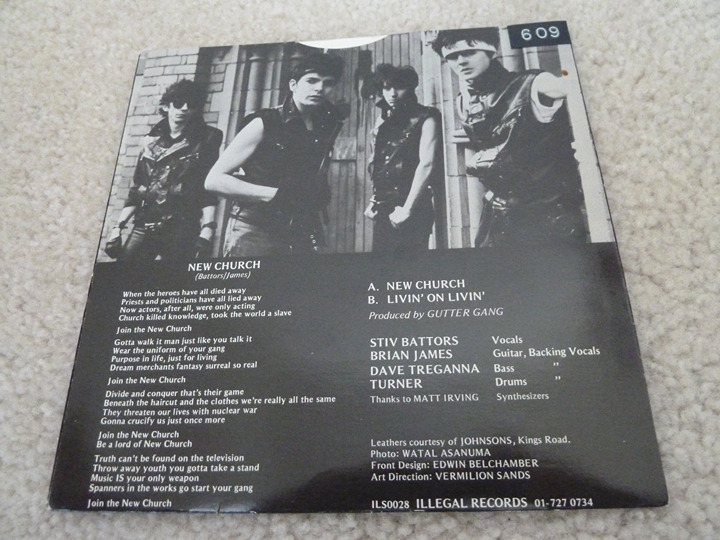 609
NEW CHURCH
(Battors/James)
When the heroes have all died away
Priests and politicians have all lied away
Now actors, after all, were only acting
Church killed knowledge, took the world a slave
Join the New Church
Gotta walk it man just like you talk it
Wear the uniform of your gang
Purpose in life, just for living
Dream merchants fantasy surreal so real
Join the New Church
Divide and conquer that's their game
Beneath the haircut and the clothes we're really all the same
They threaten our lives with nuclear war
Gonna crucify us just once more
Join the New Church
Be a lord of New Church
Truth can't be found on the television
Throw away youth you gotta take a stand
Music IS your only weapon
Spanners in the works go start your gang
Join the New Church
A. NEW CHURCH
B. LIVIN' ON LIVIN'
Produced by GUTTER GANG
STIV BATTORS Vocals
BRIAN JAMES Guitar, Backing Vocals
DAVE TREGANNA Bass "
TURNER Drums "
Thanks to MATT IRVING Synthesizers
Leathers courtesy of JOHNSONS, Kings Road.
Photo: WATAL ASANUMA
Front Design: EDWIN BELCHAMBER
Art Direction: VERMILION SANDS
ILS0028 ILLEGAL RECORDS 01-727 0734